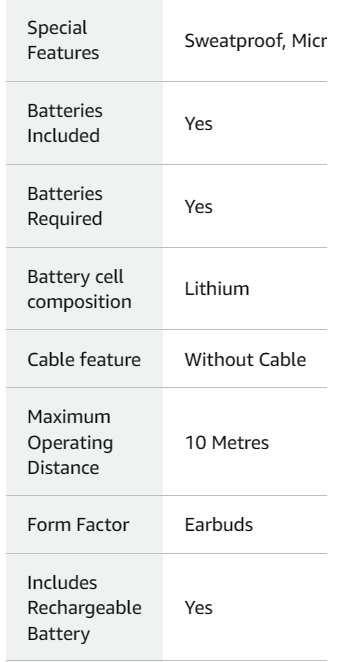 Special
Features
Sweatproof, Micr
Batteries
Included
Yes
Batteries
Required
Yes
Battery cell
composition
Lithium
Cable feature
Without Cable
Maximum
Operating
Distance
10 Metres
Form Factor
Earbuds
Includes
Rechargeable
Battery
Yes